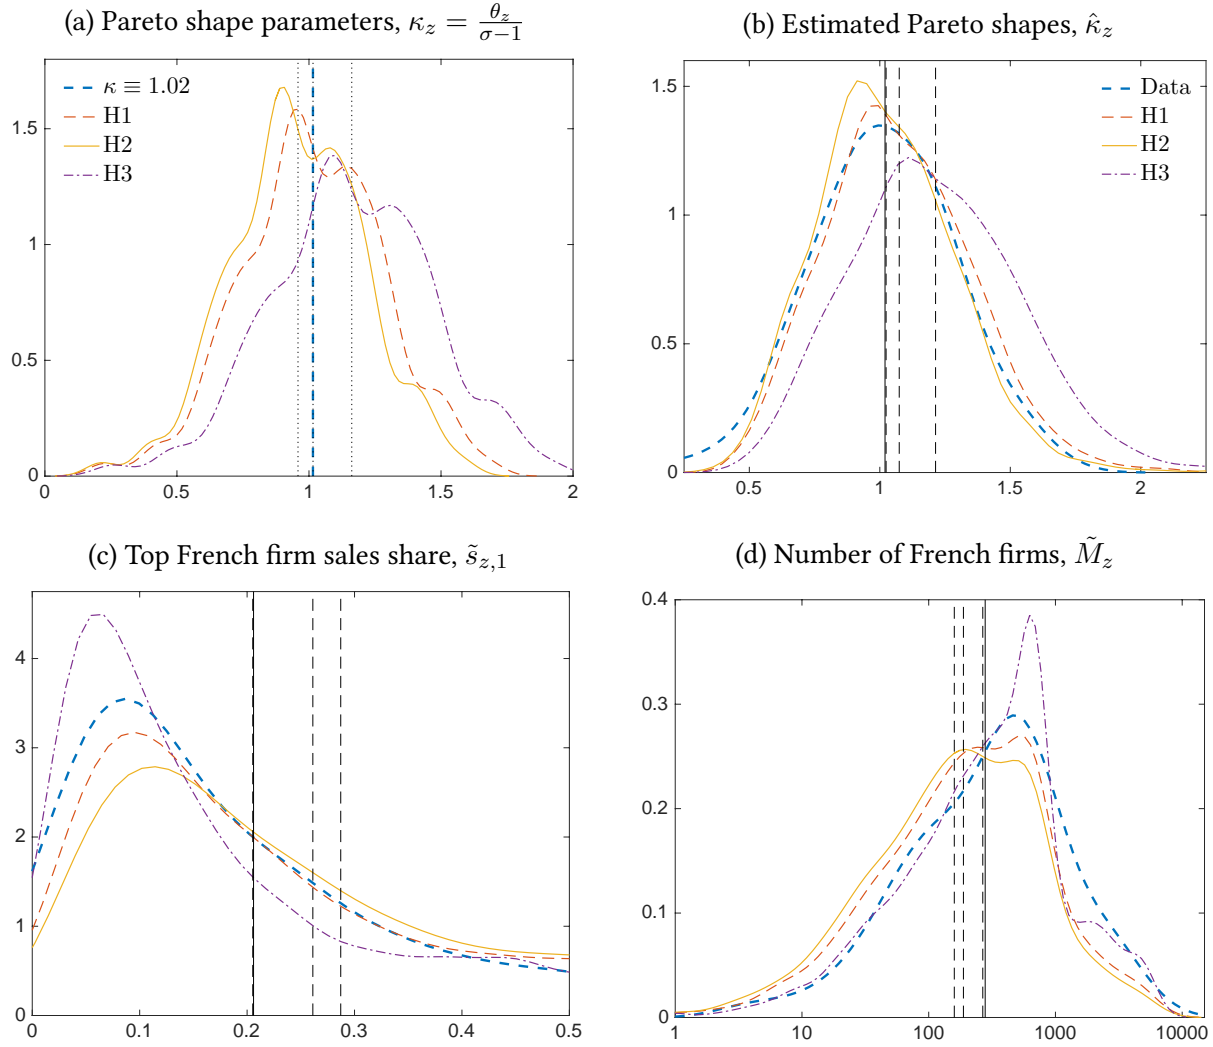 (a) Pareto shape parameters, κ_z = θ_z/(σ−1)
κ ≡ 1.02
H1
H2
H3
1.5
1
0.5
0
0 0.5 1 1.5 2
(b) Estimated Pareto shapes, κ̂_z
Data
H1
H2
H3
1.5
1
0.5
0
0.5 1 1.5 2
(c) Top French firm sales share, s̃_{z,1}
4
3
2
1
0
0 0.1 0.2 0.3 0.4 0.5
(d) Number of French firms, M̃_z
0.4
0.3
0.2
0.1
0
1 10 100 1000 10000